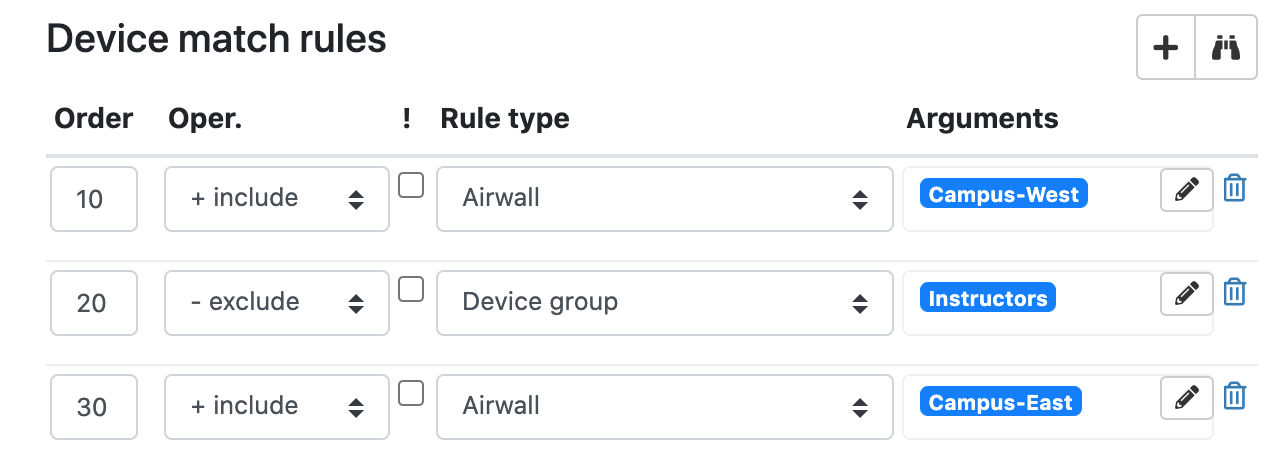 Device match rules
Order Oper. ! Rule type Arguments
10 + include Airwall Campus-West
20 - exclude Device group Instructors
30 + include Airwall Campus-East